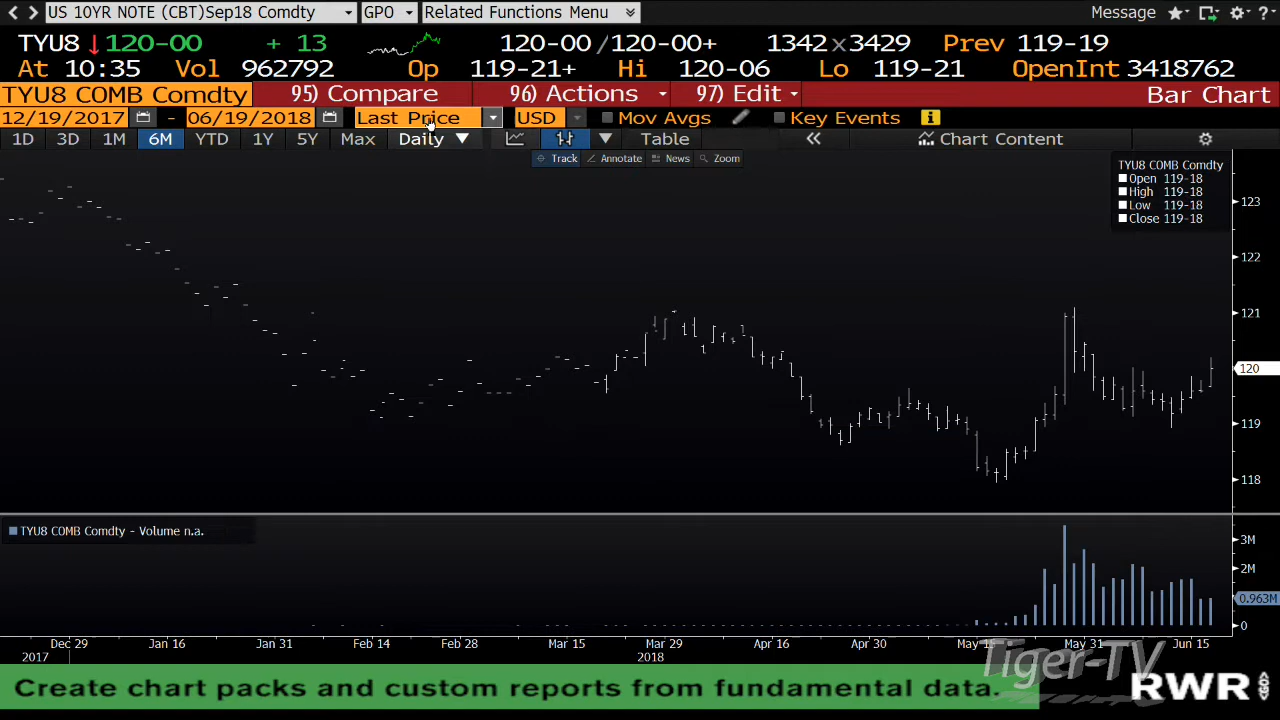 US 10YR NOTE (CBT)Sep18 Comdty GPO Related Functions Menu Message ?
TYU8 120-00 + 13 120-00 /120-00+ 1342 x 3429 Prev 119-19
At 10:35 Vol 962792 Op 119-21+ Hi 120-06 Lo 119-21 OpenInt 3418762
TYU8 COMB Comdty 95) Compare 96) Actions 97) Edit Bar Chart
12/19/2017 - 06/19/2018 Last Price USD Mov Avgs Key Events
1D 3D 1M 6M YTD 1Y 5Y Max Daily Table Chart Content
Track Annotate News Zoom
TYU8 COMB Comdty
Open 119-18
High 119-18
Low 119-18
Close 119-18
123
122
121
120
119
118
TYU8 COMB Comdty - Volume n.a.
3M
2M
0.963M
0
Dec 29 Jan 16 Jan 31 Feb 14 Feb 28 Mar 15 Mar 29 Apr 16 Apr 30 May 15 May 31 Jun 15
2017 2018
Tiger-TV
Create chart packs and custom reports from fundamental data.
RWR